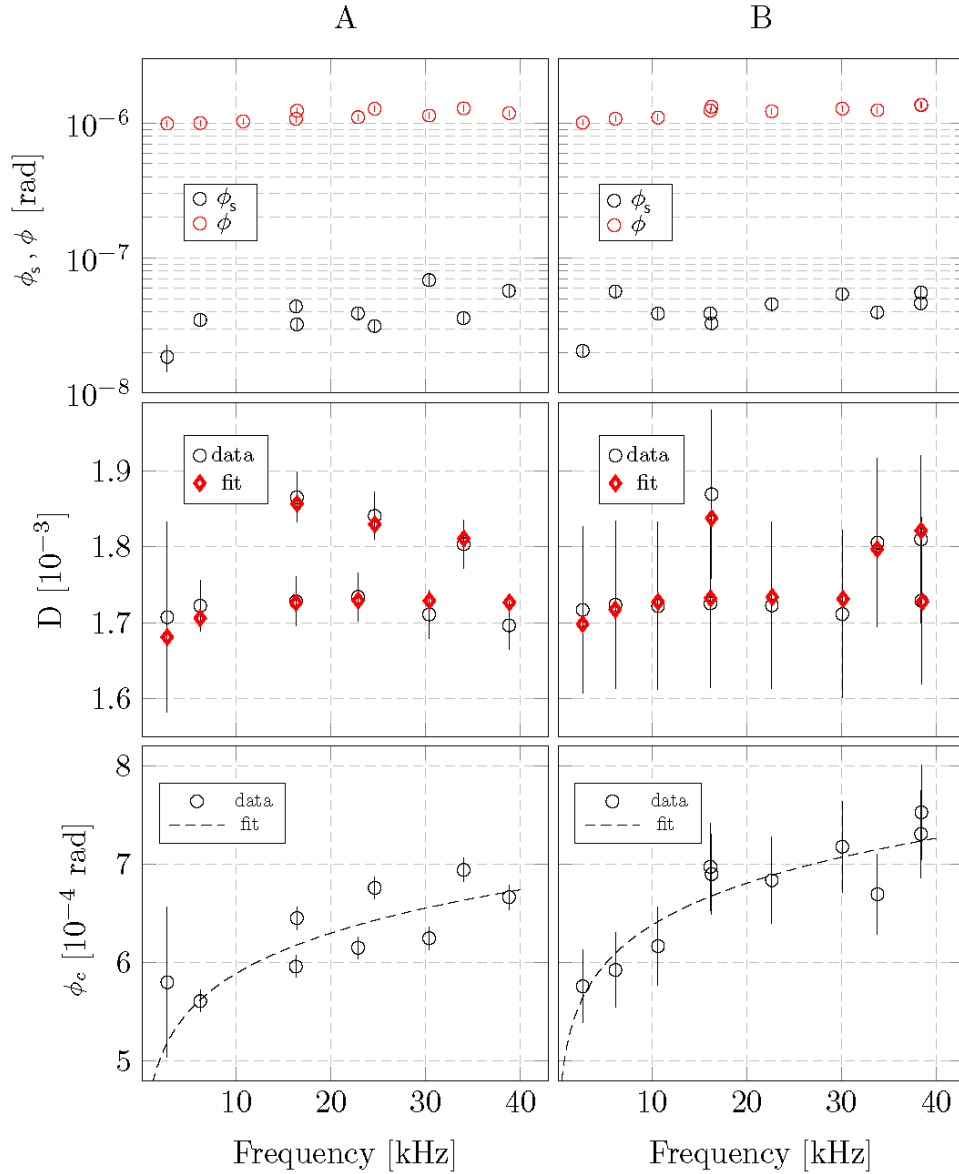 A B
10⁻⁶
10⁻⁷
10⁻⁸
ϕₛ, ϕ [rad]
ϕₛ
ϕ
ϕₛ
ϕ
1.9
1.8
1.7
1.6
D [10⁻³]
data
fit
data
fit
8
7
6
5
ϕ_c [10⁻⁴ rad]
data
fit
data
fit
10 20 30 40 10 20 30 40
Frequency [kHz] Frequency [kHz]